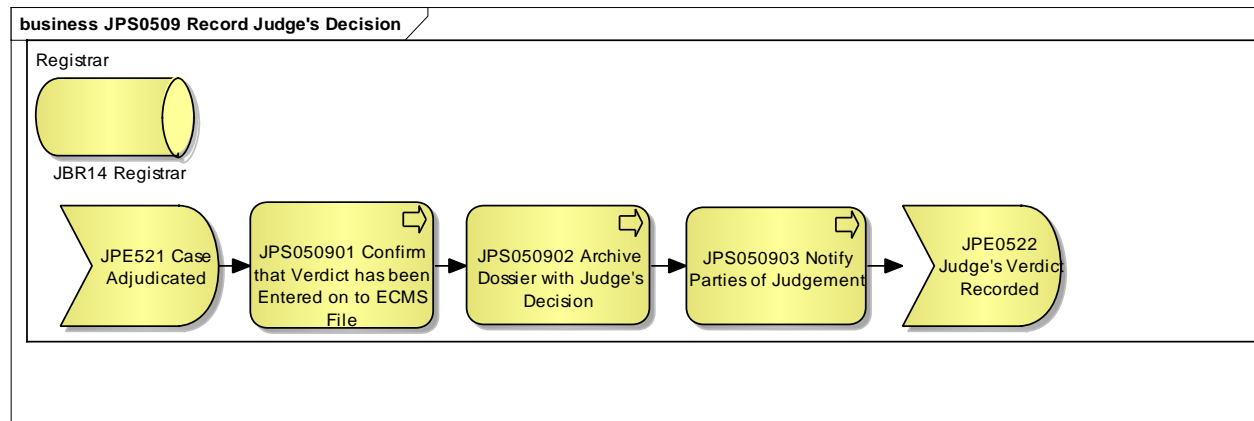 business JPS0509 Record Judge's Decision
Registrar
JBR14 Registrar
JPE521 Case
Adjudicated
JPS050901 Confirm
that Verdict has been
Entered on to ECMS
File
JPS050902 Archive
Dossier with Judge's
Decision
JPS050903 Notify
Parties of Judgement
JPE0522
Judge's Verdict
Recorded